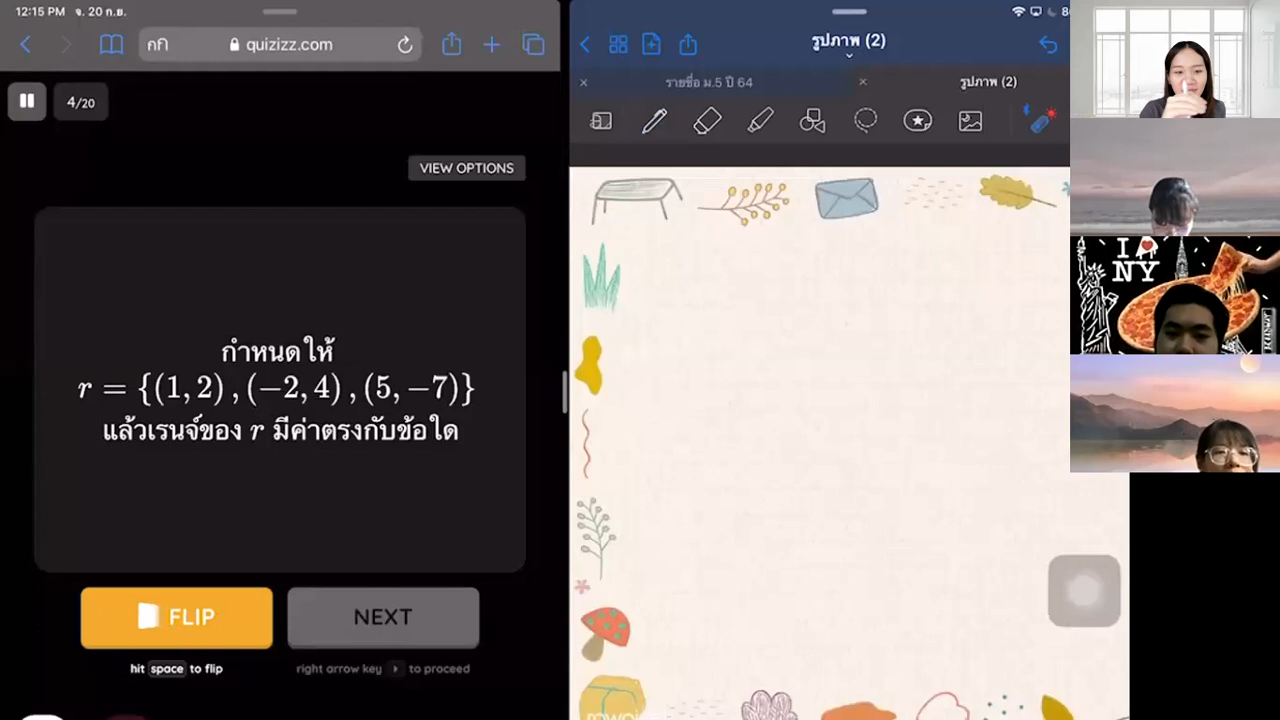 12:15 PM จ. 20 ก.ย.
กก quizizz.com
4/20
VIEW OPTIONS
กำหนดให้
r = {(1, 2) , (−2, 4) , (5, −7)}
แล้วเรนจ์ของ r มีค่าตรงกับข้อใด
FLIP
NEXT
hit space to flip
right arrow key to proceed
รูปภาพ (2)
รายชื่อ ม.5 ปี 64
รูปภาพ (2)
I
NY